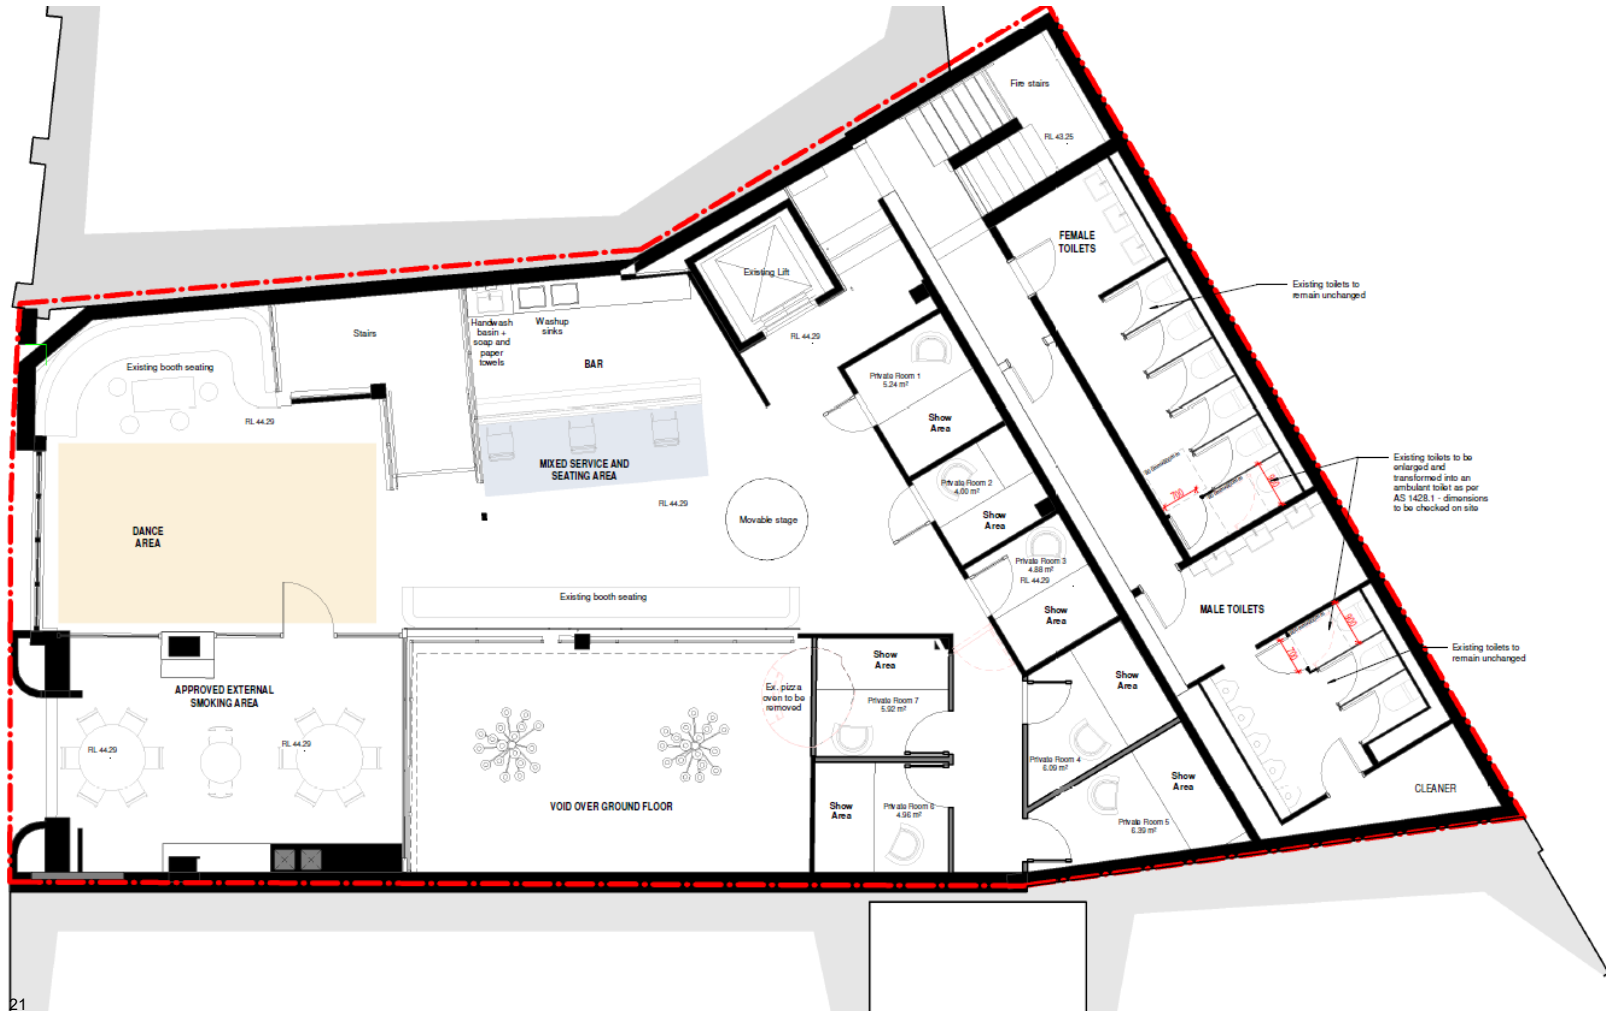 Fire stairs
RL 43.25
FEMALE
TOILETS
Existing Lift
Existing toilets to
remain unchanged
Handwash
basin +
soap and
paper
towels
Washup
sinks
Stairs
RL 44.29
BAR
Existing booth seating
Private Room 1
5.24 m²
Show
Area
RL 44.29
MIXED SERVICE AND
SEATING AREA
Existing toilets to be
enlarged and
transformed into an
ambulant toilet as per
AS 1428.1 - dimensions
to be checked on site
700
900
Private Room 2
4.00 m²
Show
Area
RL 44.29
Movable stage
DANCE
AREA
Private Room 3
4.88 m²
RL 44.29
Show
Area
Existing booth seating
MALE TOILETS
900
700
Existing toilets to
remain unchanged
Show
Area
Show
Area
APPROVED EXTERNAL
SMOKING AREA
Ex. pizza
oven to be
removed
Private Room 7
5.92 m²
RL 44.29
RL 44.29
Private Room 4
6.09 m²
Show
Area
CLEANER
VOID OVER GROUND FLOOR
Show
Area
Private Room 6
4.96 m²
Private Room 5
6.39 m²
21